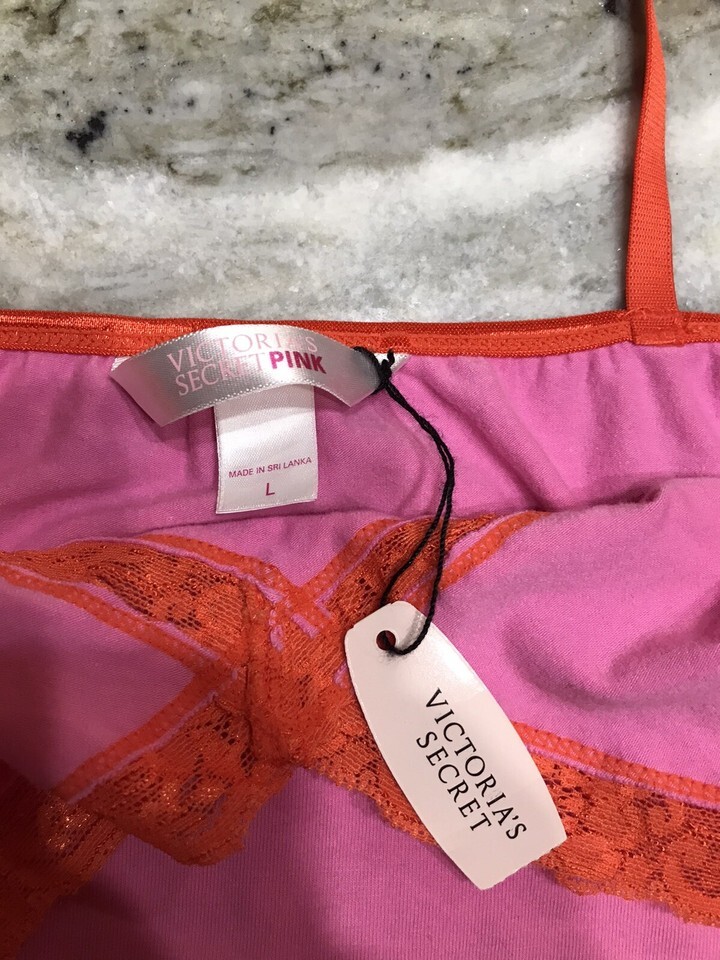 VICTORIA'S
SECRET PINK
MADE IN SRI LANKA
L
VICTORIA'S
SECRET